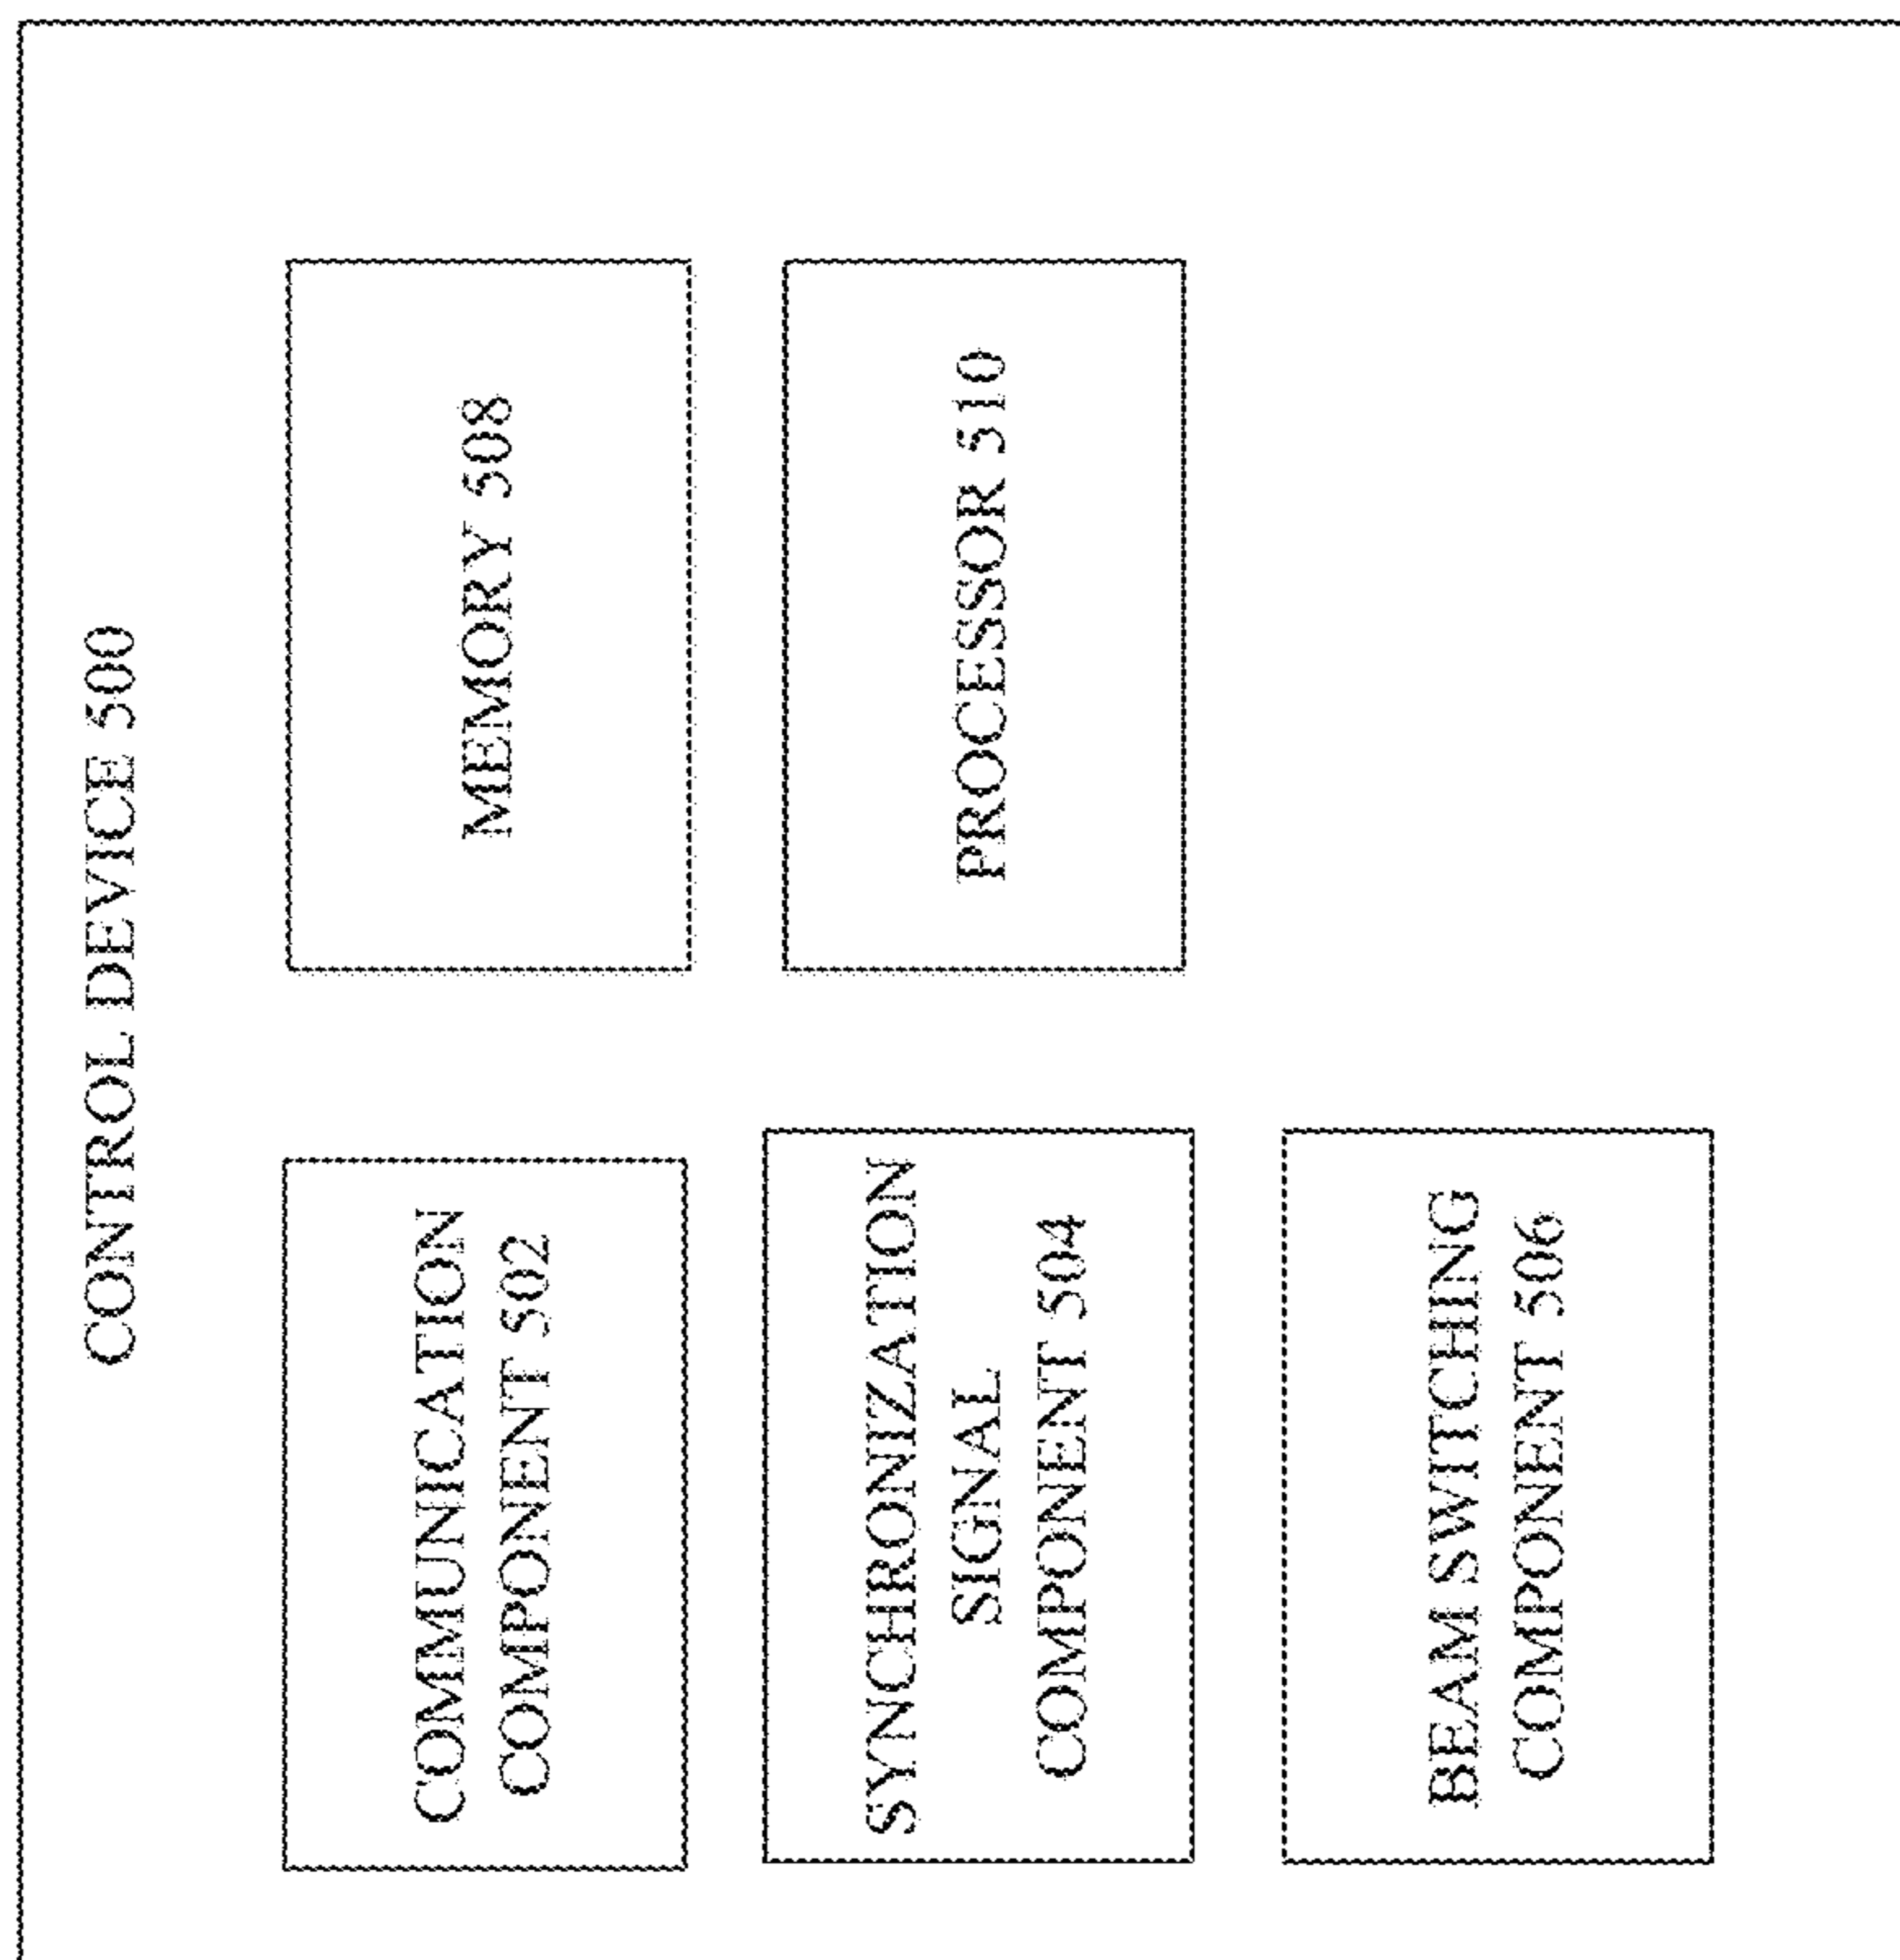 CONTROL DEVICE 500
COMMUNICATION
COMPONENT 502
SYNCHRONIZATION
SIGNAL
COMPONENT 504
BEAM SWITCHING
COMPONENT 506
MEMORY 508
PROCESSOR 510